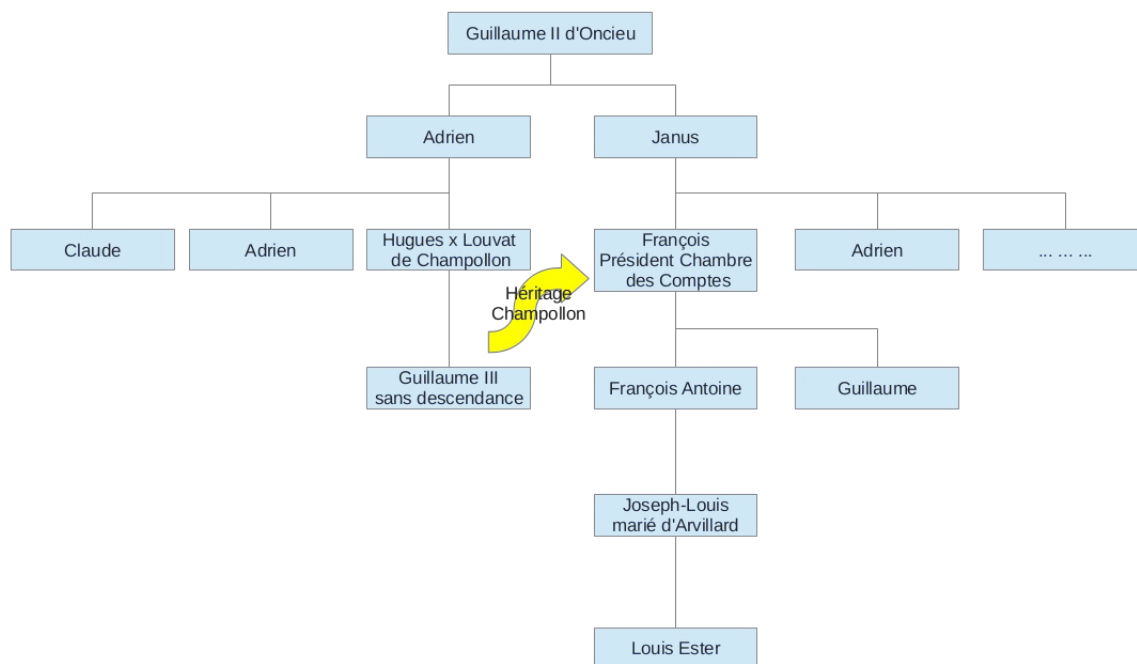 Guillaume II d'Oncieu
Adrien
Janus
Claude
Adrien
Hugues x Louvat
de Champollon
François
Président Chambre
des Comptes
Adrien
... ... ...
Héritage
Champollon
Guillaume III
sans descendance
François Antoine
Guillaume
Joseph-Louis
marié d'Arvillard
Louis Ester